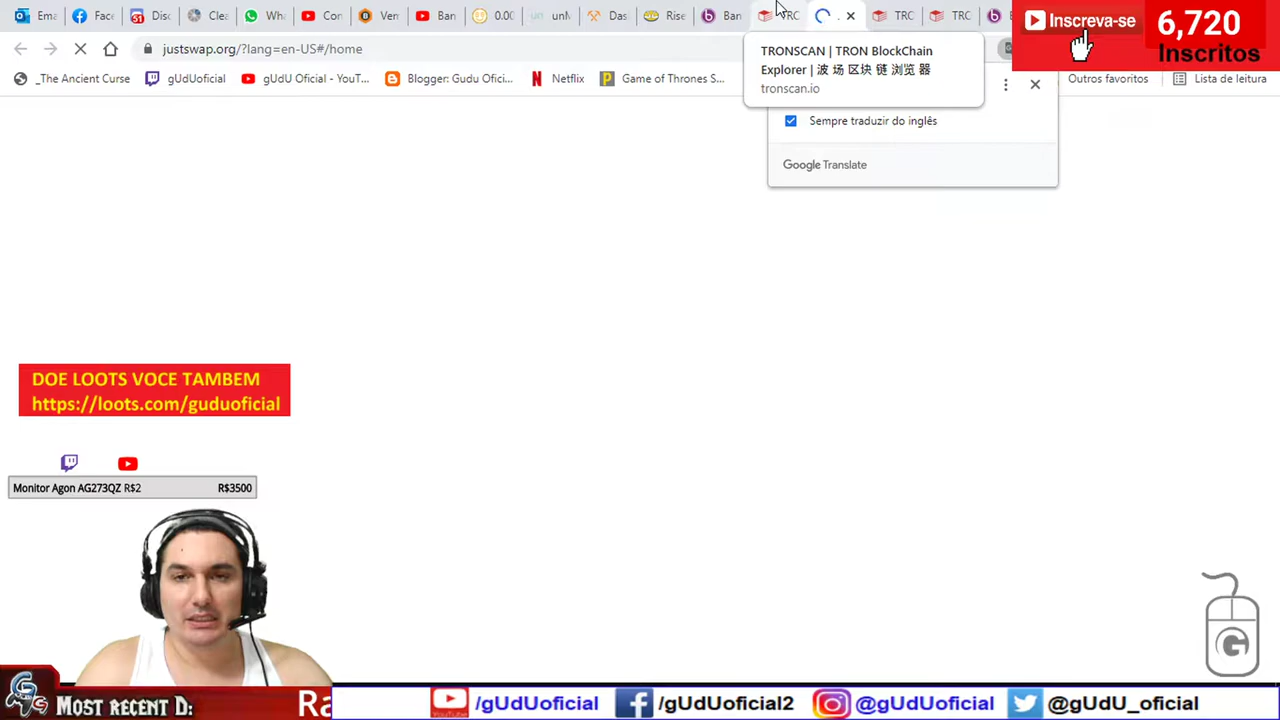 Ema
Face
Disc
Clea
Wha
Con
Ven
Ban
0.00
unM
Das
Rise
Ban
TRC
TRC
TRC
Inscreva-se
6,720
Inscritos
justswap.org/?lang=en-US#/home
TRONSCAN | TRON BlockChain
Explorer | 波 场 区块 链 浏览 器
tronscan.io
_The Ancient Curse
gUdUoficial
gUdU Oficial - YouT...
Blogger: Gudu Ofici...
Netflix
Game of Thrones S...
Outros favoritos
Lista de leitura
Sempre traduzir do inglês
Google Translate
DOE LOOTS VOCE TAMBEM
https://loots.com/guduoficial
Monitor Agon AG273QZ R$2
R$3500
G
Most recent D:
Ra
/gUdUoficial
/gUdUoficial2
@gUdUoficial
@gUdU_oficial